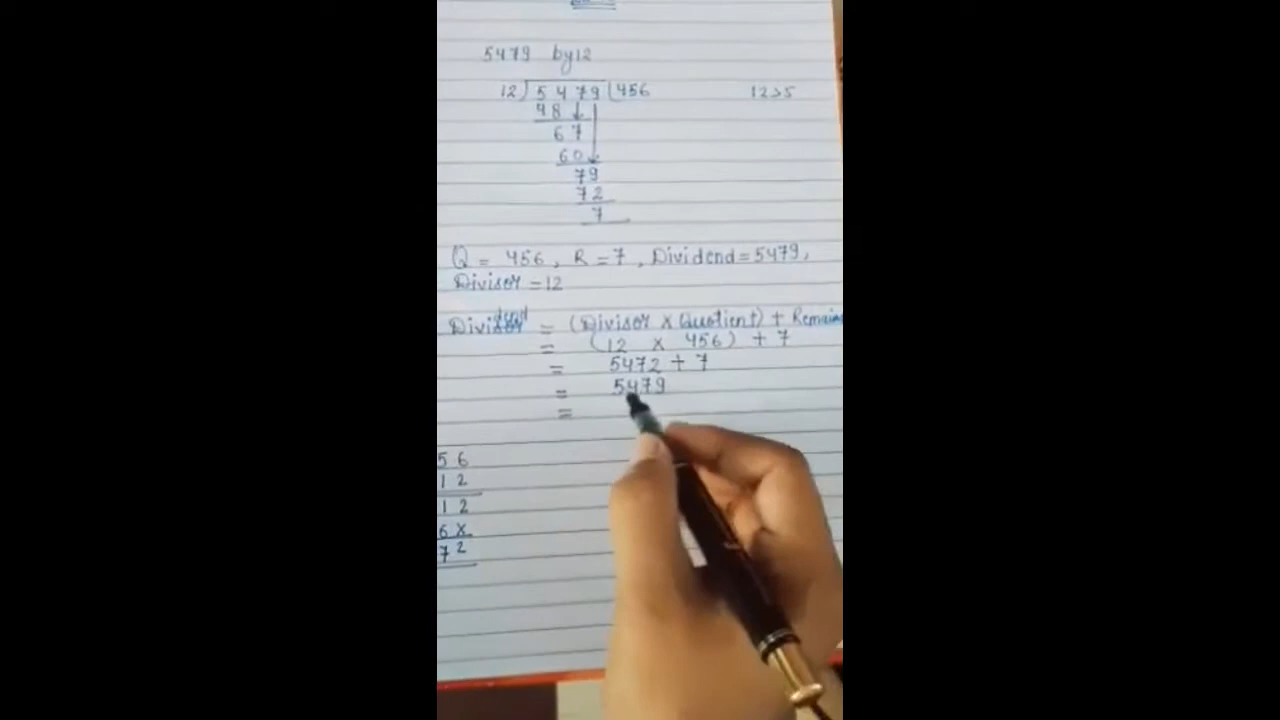 5479 by 12
12) 5479 (456 12>5
48
67
60
79
72
7
Q = 456, R = 7, Dividend = 5479,
Divisor = 12
Dividend = (Divisor x Quotient) + Remain
= (12 x 456) + 7
= 5472 + 7
= 5479
=
56
12
12
6x
72